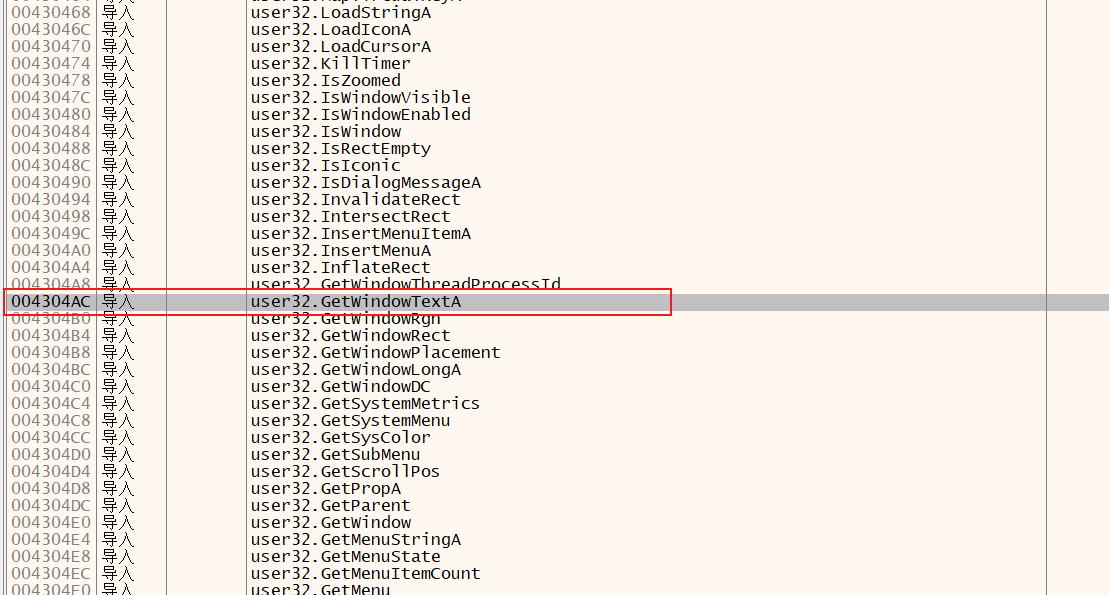 00430468 导入 user32.LoadStringA
0043046C 导入 user32.LoadIconA
00430470 导入 user32.LoadCursorA
00430474 导入 user32.KillTimer
00430478 导入 user32.IsZoomed
0043047C 导入 user32.IsWindowVisible
00430480 导入 user32.IsWindowEnabled
00430484 导入 user32.IsWindow
00430488 导入 user32.IsRectEmpty
0043048C 导入 user32.IsIconic
00430490 导入 user32.IsDialogMessageA
00430494 导入 user32.InvalidateRect
00430498 导入 user32.IntersectRect
0043049C 导入 user32.InsertMenuItemA
004304A0 导入 user32.InsertMenuA
004304A4 导入 user32.InflateRect
004304A8 导入 user32.GetWindowThreadProcessId
004304AC 导入 user32.GetWindowTextA
004304B0 导入 user32.GetWindowRgn
004304B4 导入 user32.GetWindowRect
004304B8 导入 user32.GetWindowPlacement
004304BC 导入 user32.GetWindowLongA
004304C0 导入 user32.GetWindowDC
004304C4 导入 user32.GetSystemMetrics
004304C8 导入 user32.GetSystemMenu
004304CC 导入 user32.GetSysColor
004304D0 导入 user32.GetSubMenu
004304D4 导入 user32.GetScrollPos
004304D8 导入 user32.GetPropA
004304DC 导入 user32.GetParent
004304E0 导入 user32.GetWindow
004304E4 导入 user32.GetMenuStringA
004304E8 导入 user32.GetMenuState
004304EC 导入 user32.GetMenuItemCount
004304F0 导入 user32.GetMenu